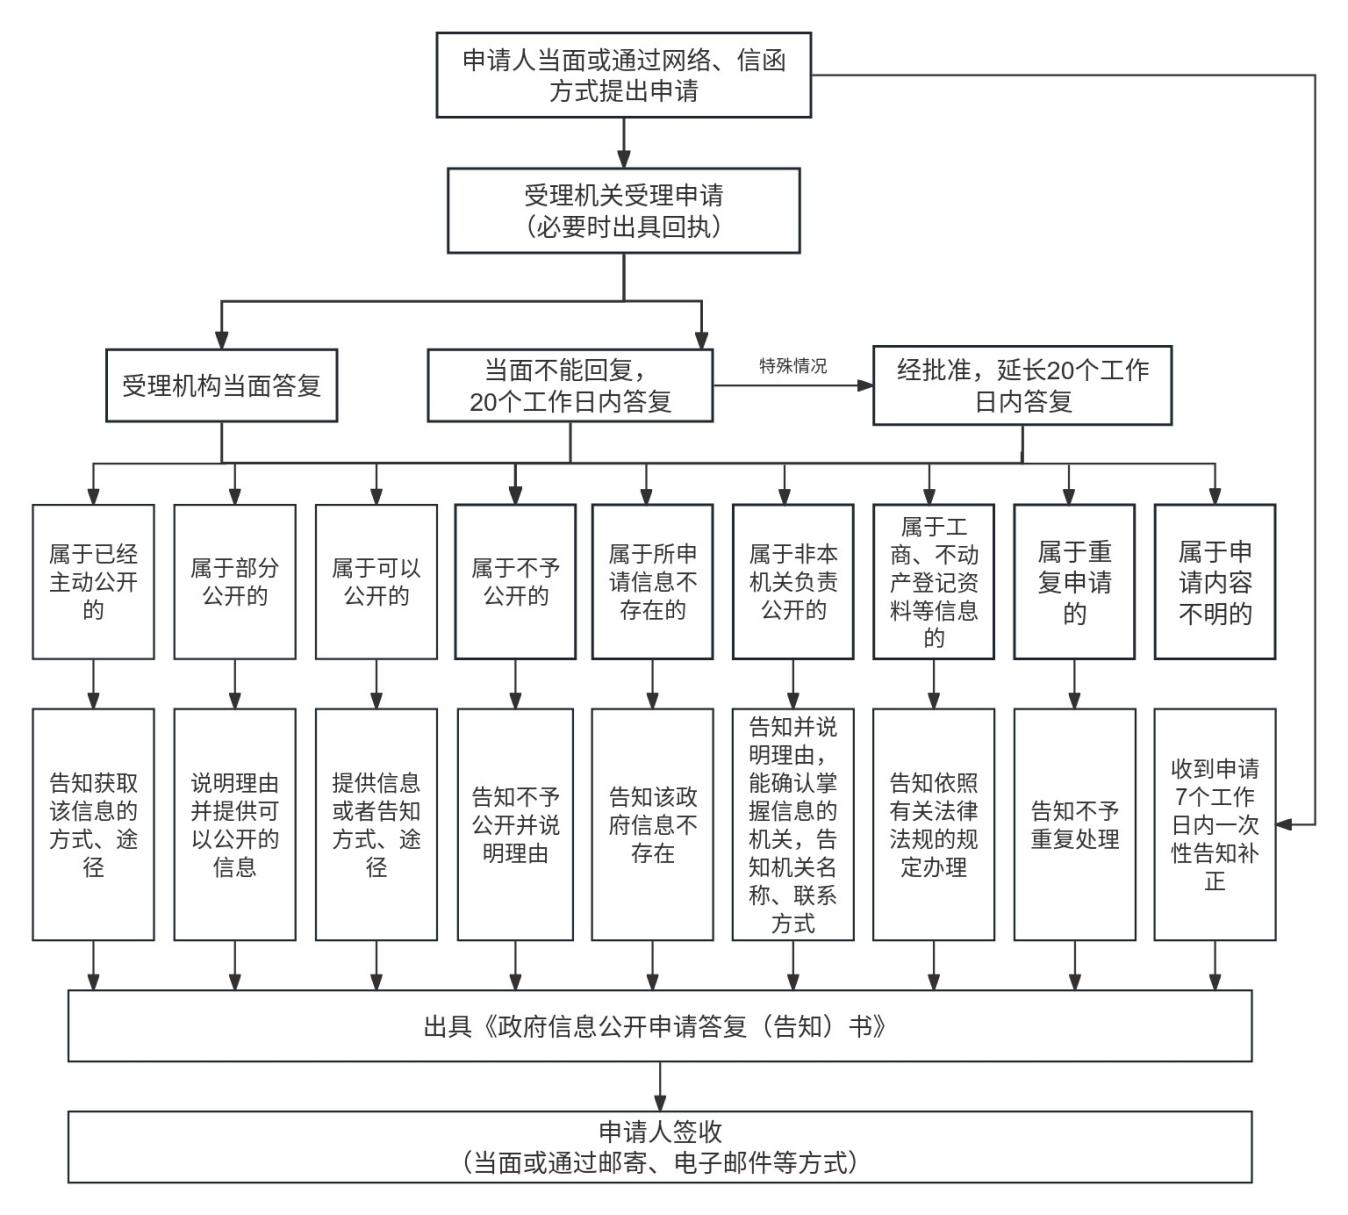 申请人当面或通过网络、信函
方式提出申请
受理机关受理申请
（必要时出具回执）
受理机构当面答复
当面不能回复，
20个工作日内答复
特殊情况
经批准，延长20个工作
日内答复
属于已经
主动公开
的
属于部分
公开的
属于可以
公开的
属于不予
公开的
属于所申
请信息不
存在的
属于非本
机关负责
公开的
属于工
商、不动
产登记资
料等信息
的
属于重
复申请
的
属于申
请内容
不明的
告知获取
该信息的
方式、途
径
说明理由
并提供可
以公开的
信息
提供信息
或者告知
方式、途
径
告知不予
公开并说
明理由
告知该政
府信息不
存在
告知并说
明理由，
能确认掌
握信息的
机关，告
知机关名
称、联系
方式
告知依照
有关法律
法规的规
定办理
告知不予
重复处理
收到申请
7个工作
日内一次
性告知补
正
出具《政府信息公开申请答复（告知）书》
申请人签收
（当面或通过邮寄、电子邮件等方式）